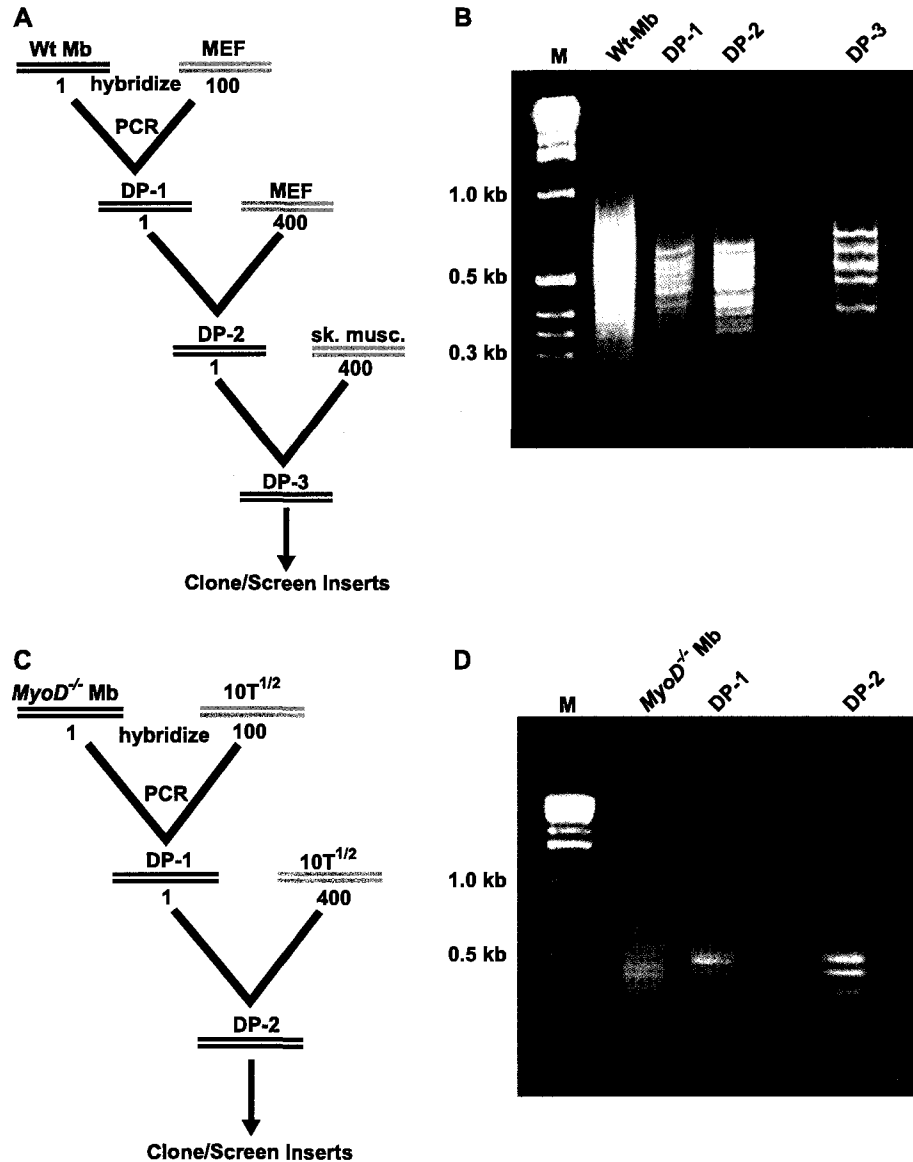 A
Wt Mb MEF
1 hybridize 100
PCR
DP-1 MEF
1 400
DP-2 sk. musc.
1 400
DP-3
Clone/Screen Inserts
B
M Wt-Mb DP-1 DP-2 DP-3
1.0 kb
0.5 kb
0.3 kb
C
MyoD-/- Mb 10T1/2
1 hybridize 100
PCR
DP-1 10T1/2
1 400
DP-2
Clone/Screen Inserts
D
M MyoD-/- Mb DP-1 DP-2
1.0 kb
0.5 kb